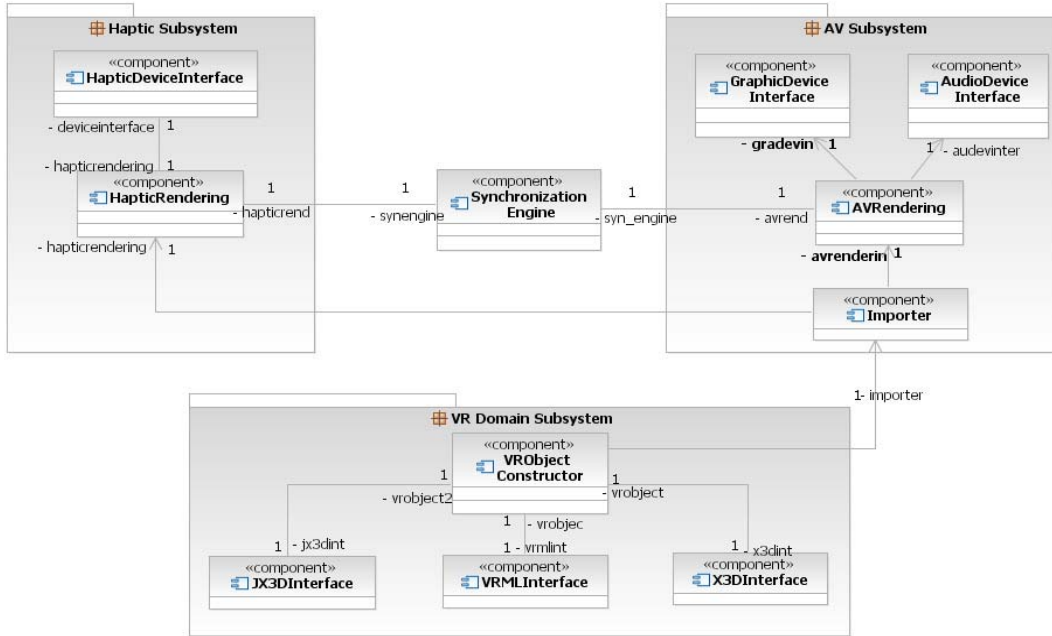 Haptic Subsystem
«component»
HapticDeviceInterface
- deviceinterface 1
- hapticrendering 1
«component»
HapticRendering
1
- hapticrend
- hapticrendering 1
1
- synengine
«component»
Synchronization
Engine
1
- syn_engine
AV Subsystem
«component»
GraphicDevice
Interface
«component»
AudioDevice
Interface
- gradevin 1
1 - audevinter
1
- avrend
«component»
AVRendering
- avrenderin 1
«component»
Importer
1- importer
VR Domain Subsystem
«component»
VRObject
Constructor
1
- vrobject2
1
- vrobject
1 - vrobjec
1 - jx3dint
1 - vrmlint
1 - x3dint
«component»
JX3DInterface
«component»
VRMLInterface
«component»
X3DInterface